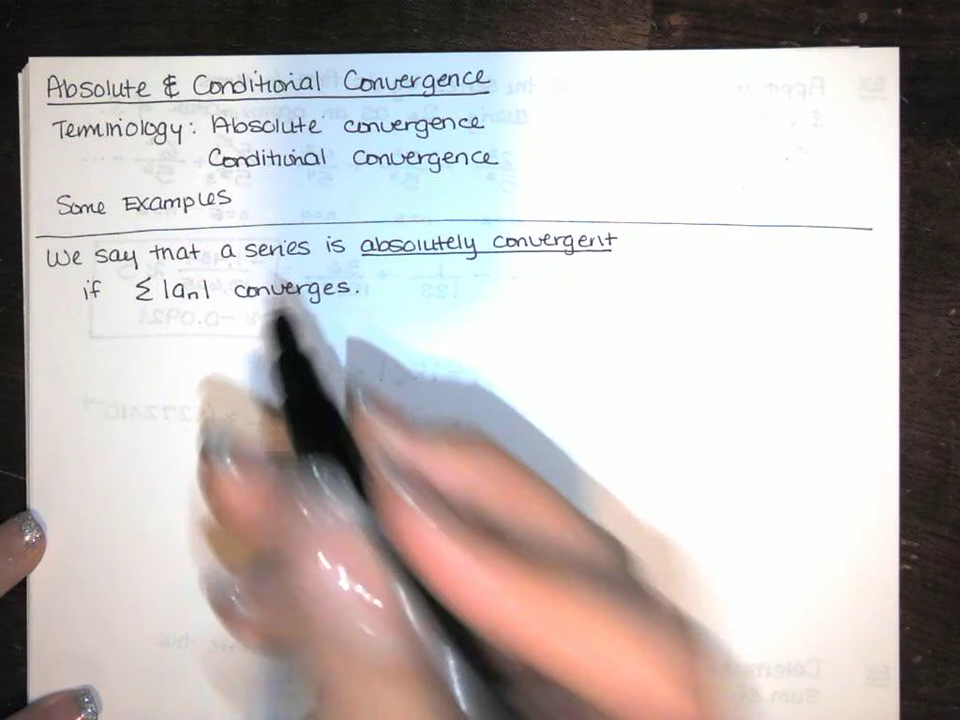 Absolute & Conditional Convergence
Terminology: Absolute convergence
Conditional convergence
Some Examples
We say that a series is absolutely convergent
if Σ |an| converges.